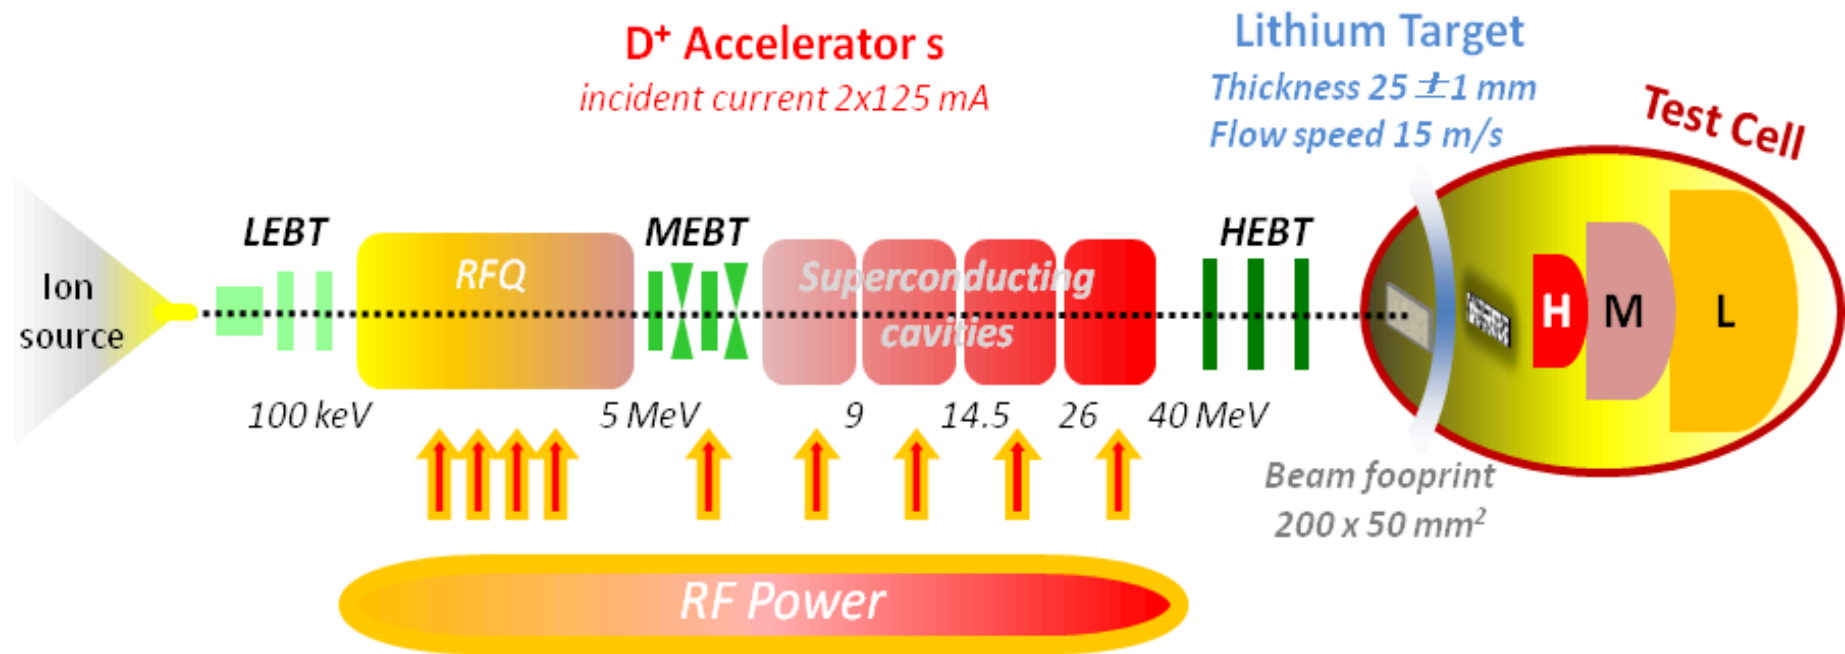 D⁺ Accelerator s
incident current 2x125 mA
Lithium Target
Thickness 25 ±1 mm
Flow speed 15 m/s
Test Cell
Ion
source
LEBT
RFQ
MEBT
Superconducting
cavities
HEBT
H
M
L
100 keV
5 MeV
9
14.5
26
40 MeV
Beam fooprint
200 x 50 mm²
RF Power